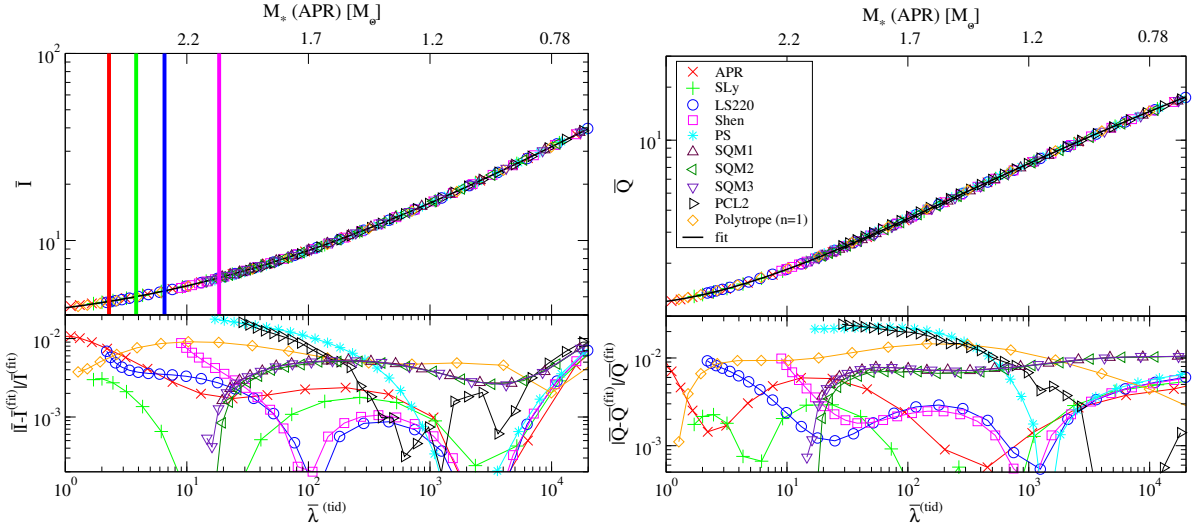 M* (APR) [M⊙]
2.2 1.7 1.2 0.78
10² 
10¹
I̅
10⁻²
10⁻³
|I̅-I̅^(fit)|/I̅^(fit)
10⁰ 10¹ 10² 10³ 10⁴
λ̅^(tid)
M* (APR) [M⊙]
2.2 1.7 1.2 0.78
10¹
Q̅
APR
SLy
LS220
Shen
PS
SQM1
SQM2
SQM3
PCL2
Polytrope (n=1)
fit
10⁻²
10⁻³
|Q̅-Q̅^(fit)|/Q̅^(fit)
10⁰ 10¹ 10² 10³ 10⁴
λ̅^(tid)